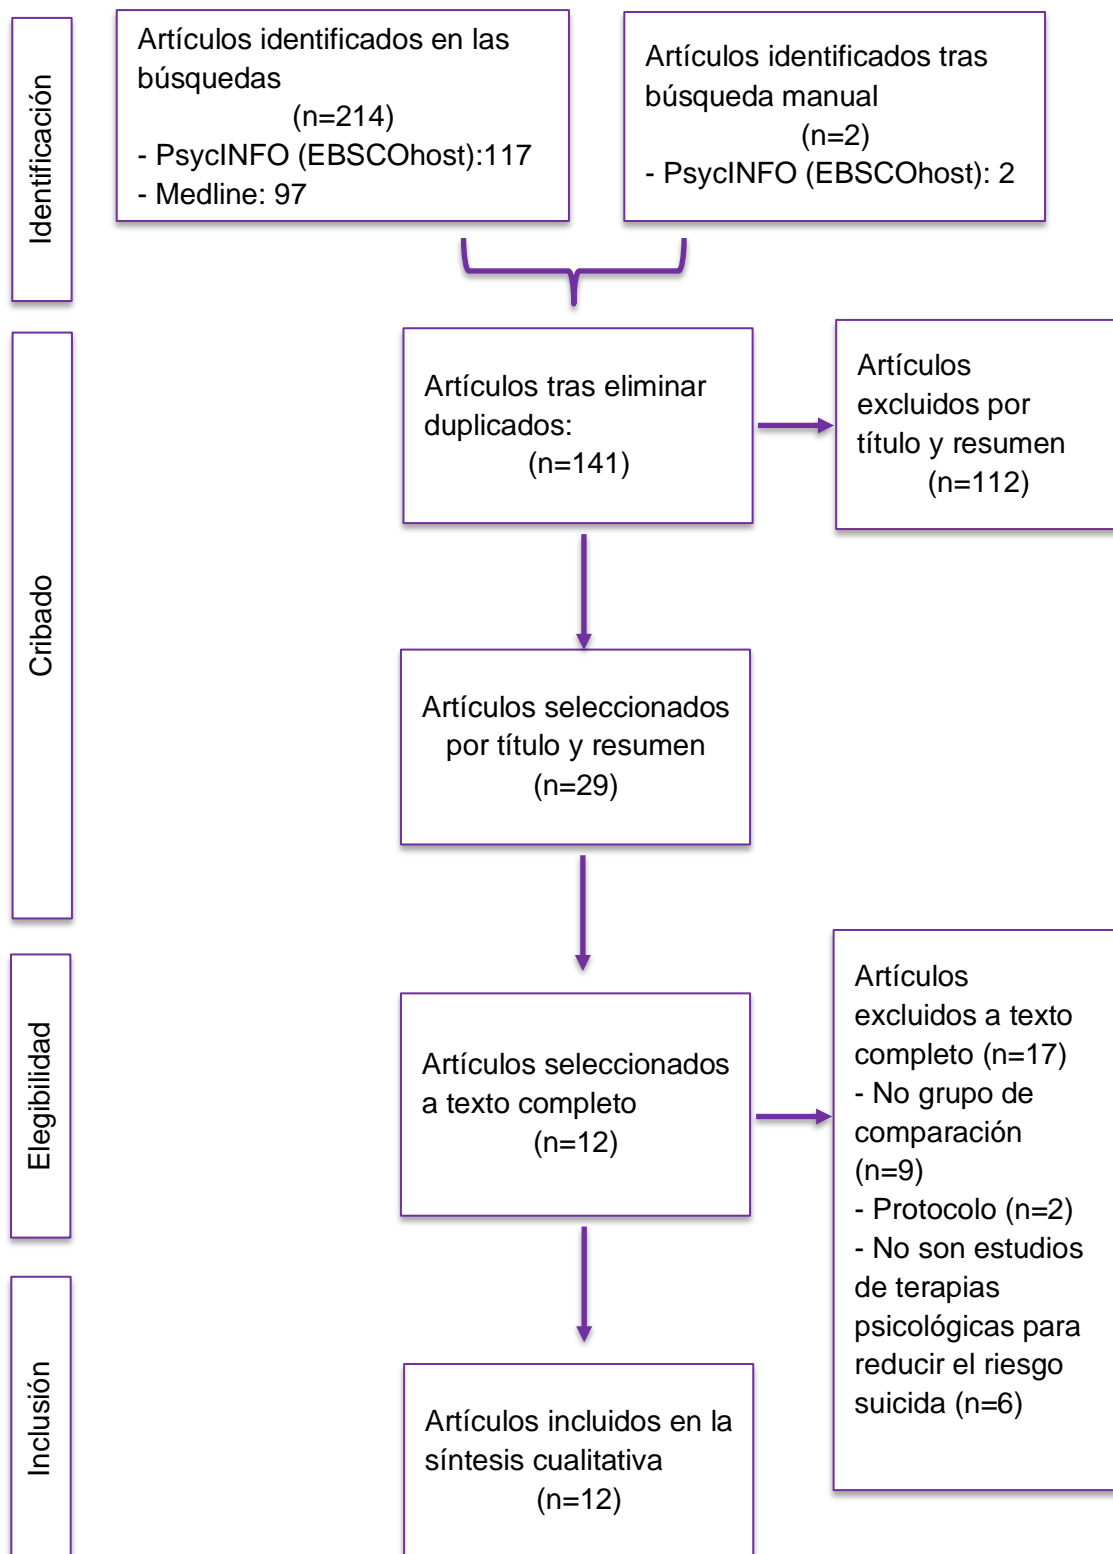 Identificación
Artículos identificados en las
búsquedas
(n=214)
- PsycINFO (EBSCOhost):117
- Medline: 97
Artículos identificados tras
búsqueda manual
(n=2)
- PsycINFO (EBSCOhost): 2
Cribado
Artículos tras eliminar
duplicados:
(n=141)
Artículos
excluidos por
título y resumen
(n=112)
Artículos seleccionados
por título y resumen
(n=29)
Elegibilidad
Artículos seleccionados
a texto completo
(n=12)
Artículos
excluidos a texto
completo (n=17)
- No grupo de
comparación
(n=9)
- Protocolo (n=2)
- No son estudios
de terapias
psicológicas para
reducir el riesgo
suicida (n=6)
Inclusión
Artículos incluidos en la
síntesis cualitativa
(n=12)